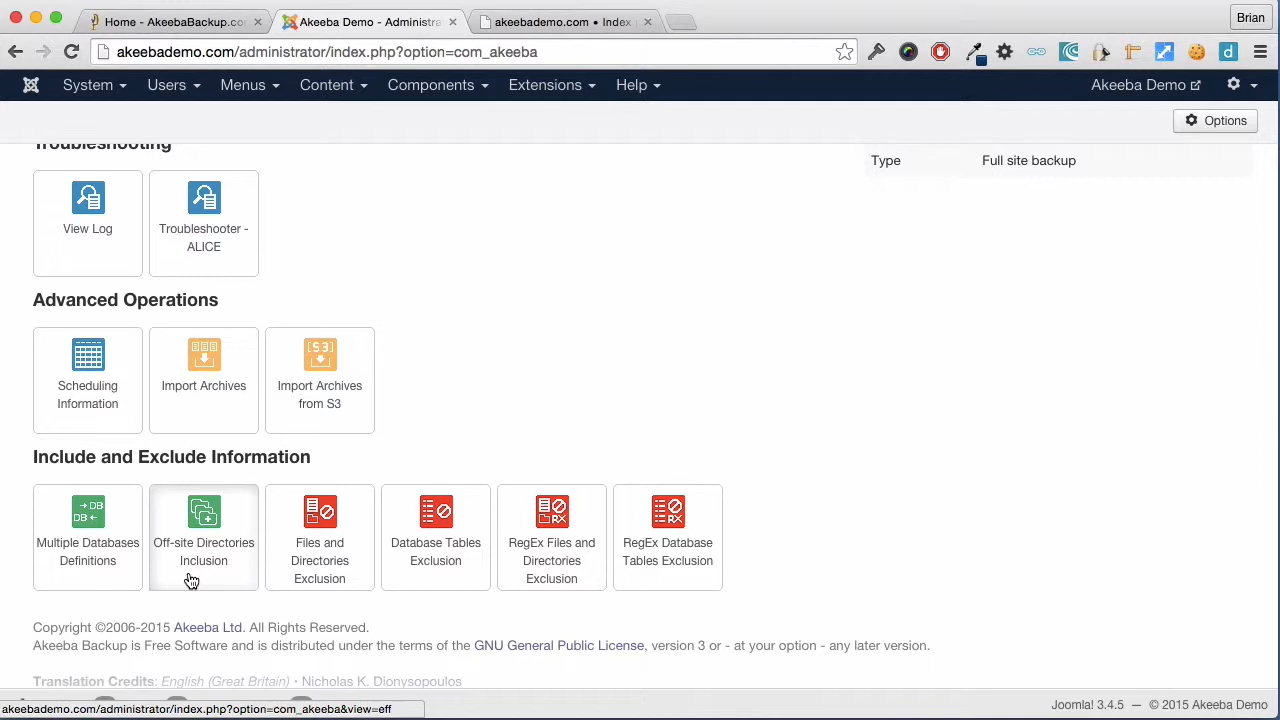 Home - AkeebaBackup.co
Akeeba Demo - Administra
akeebademo.com • Index
Brian
akeebademo.com/administrator/index.php?option=com_akeeba
System Users Menus Content Components Extensions Help Akeeba Demo
Options
Troubleshooting
Type Full site backup
View Log
Troubleshooter -
ALICE
Advanced Operations
Scheduling
Information
Import Archives
[S3]
Import Archives
from S3
Include and Exclude Information
DB
DB
Multiple Databases
Definitions
Off-site Directories
Inclusion
Files and
Directories
Exclusion
Database Tables
Exclusion
RX
RegEx Files and
Directories
Exclusion
RX
RegEx Database
Tables Exclusion
Copyright ©2006-2015 Akeeba Ltd. All Rights Reserved.
Akeeba Backup is Free Software and is distributed under the terms of the GNU General Public License, version 3 or - at your option - any later version.
Translation Credits: English (Great Britain) • Nicholas K. Dionysopoulos
akeebademo.com/administrator/index.php?option=com_akeeba&view=eff
Joomla! 3.4.5 — © 2015 Akeeba Demo